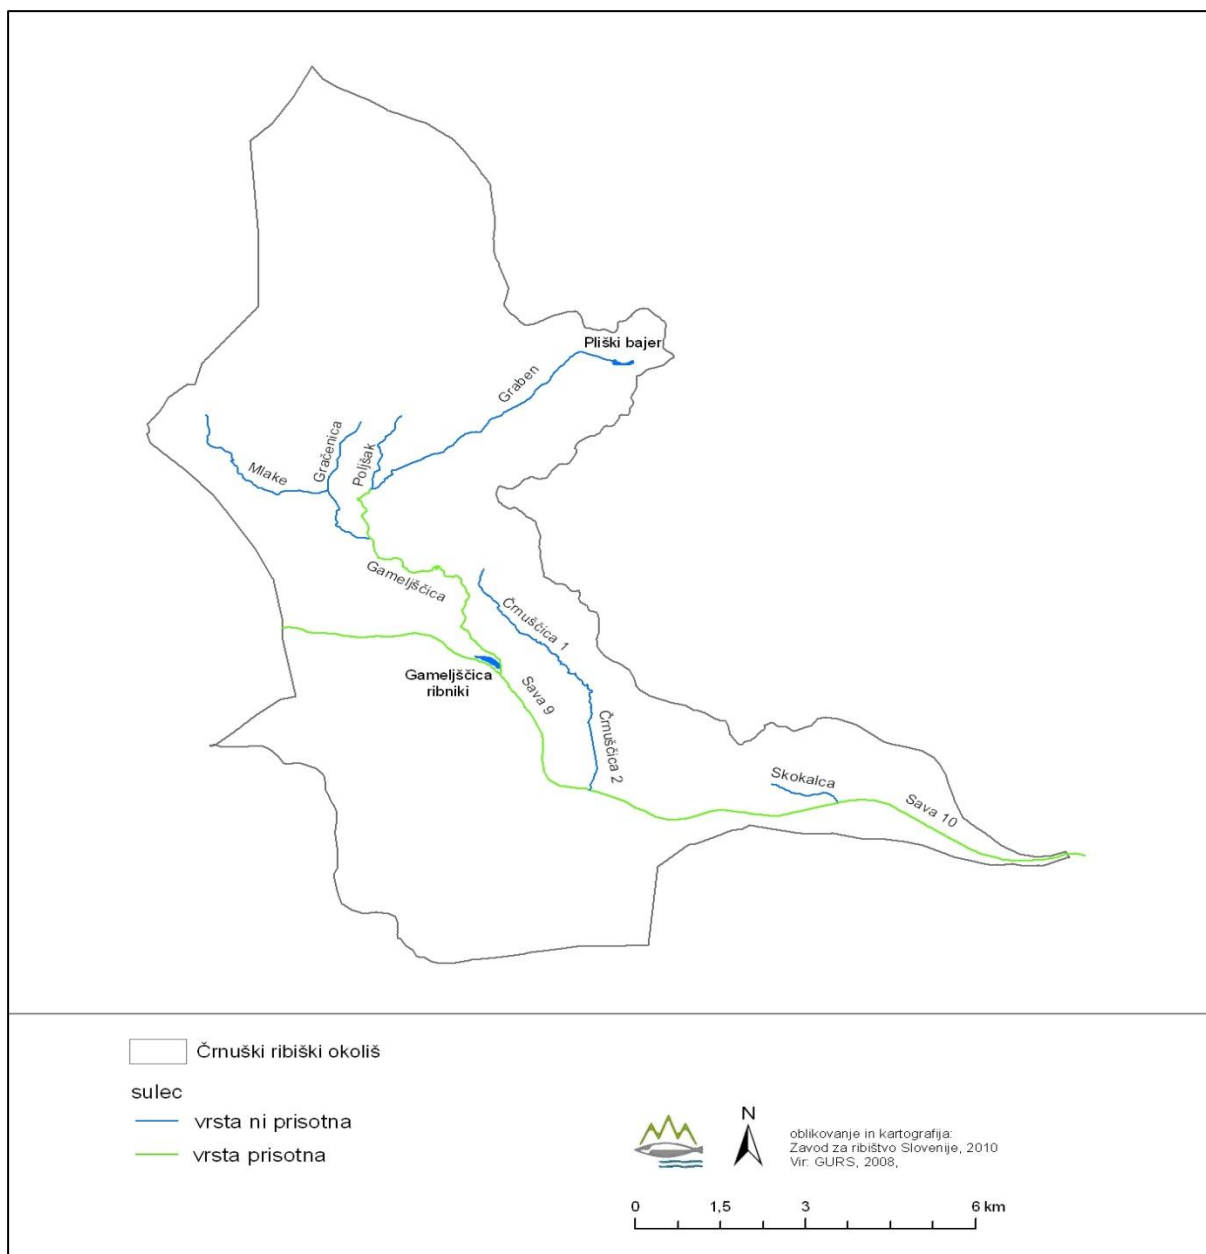 Pliški bajer
Graben
Gračenica
Poljšak
Mlake
Gameljščica
Črnuščica 1
Gameljščica
ribniki
Sava 9
Črnuščica 2
Skokalca
Sava 10
Črnuški ribiški okoliš
sulec
vrsta ni prisotna
vrsta prisotna
N
oblikovanje in kartografija:
Zavod za ribištvo Slovenije, 2010
Vir: GURS, 2008,
0 1,5 3 6 km